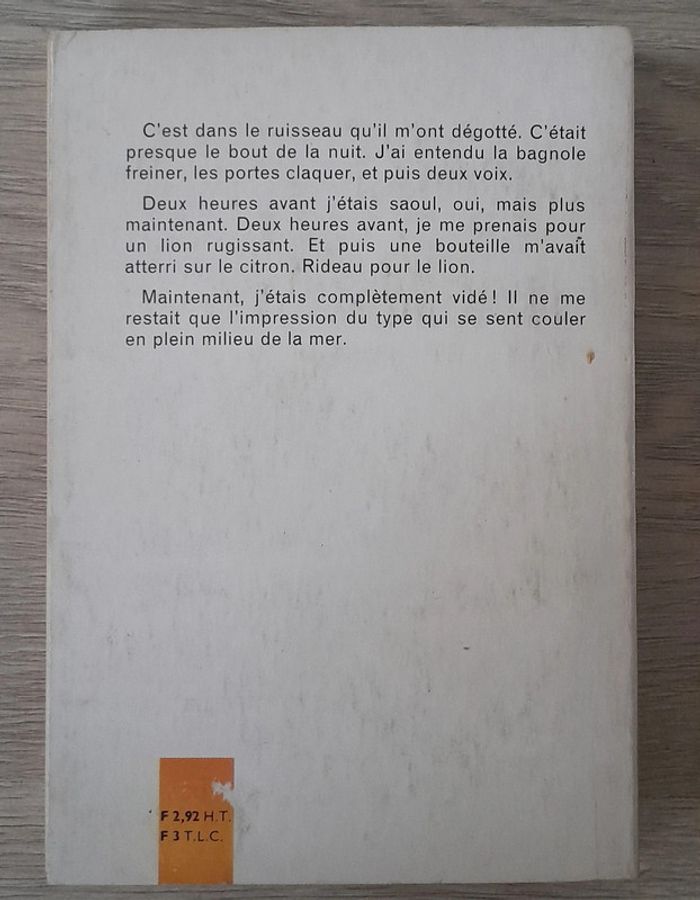 C'est dans le ruisseau qu'il m'ont dégotté. C'était
presque le bout de la nuit. J'ai entendu la bagnole
freiner, les portes claquer, et puis deux voix.
Deux heures avant j'étais saoul, oui, mais plus
maintenant. Deux heures avant, je me prenais pour
un lion rugissant. Et puis une bouteille m'avait
atterri sur le citron. Rideau pour le lion.
Maintenant, j'étais complètement vidé! Il ne me
restait que l'impression du type qui se sent couler
en plein milieu de la mer.
F 2,92 H.T.
F 3 T.L.C.